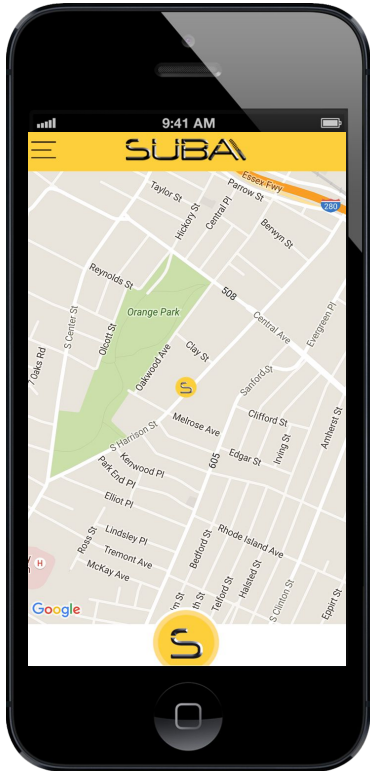 9:41 AM
SUBA
Essex Fwy
Taylor St
Parrow St
280
Hickory St
Central Pl
Berwyn St
Reynolds St
508
Evergreen Pl
Orange Park
S Center St
Olcott St
Central Ave
Clay St
7 Oaks Rd
Oakwood Ave
Sanford St
S
Amherst St
Melrose Ave
Clifford St
S Harrison St
Irving St
Edgar St
605
Kenwood Pl
Park End Pl
Elliot Pl
Ross St
Lindsley Pl
Rhode Island Ave
Bedford St
Tremont Ave
H
McKay Ave
Halsted St
Telford St
S Clinton St
Eppirt St
Google
S